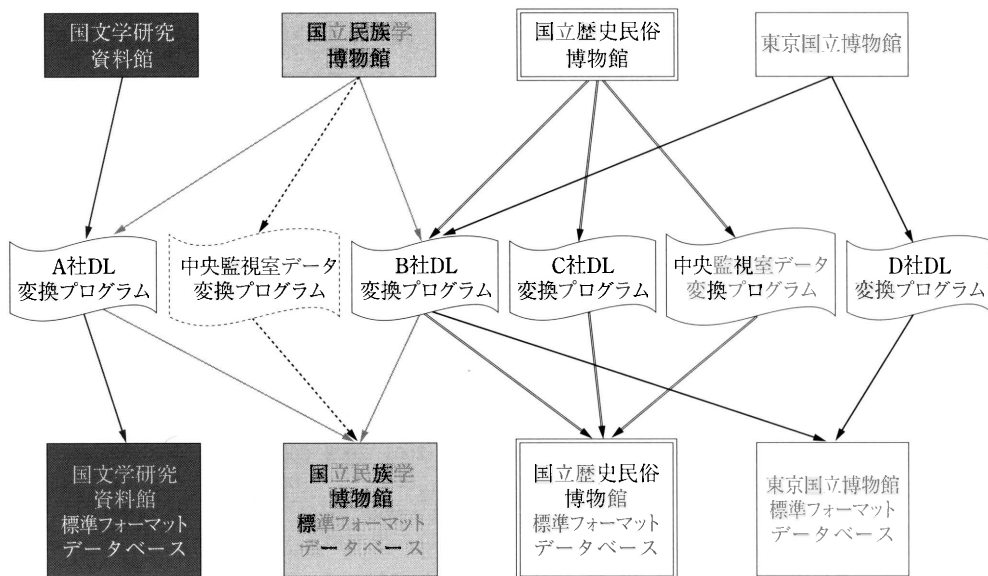 国文学研究
資料館
国立民族学
博物館
国立歴史民俗
博物館
東京国立博物館
A社DL
変換プログラム
中央監視室データ
変換プログラム
B社DL
変換プログラム
C社DL
変換プログラム
中央監視室データ
変換プログラム
D社DL
変換プログラム
国文学研究
資料館
標準フォーマット
データベース
国立民族学
博物館
標準フォーマット
データベース
国立歴史民俗
博物館
標準フォーマット
データベース
東京国立博物館
標準フォーマット
データベース